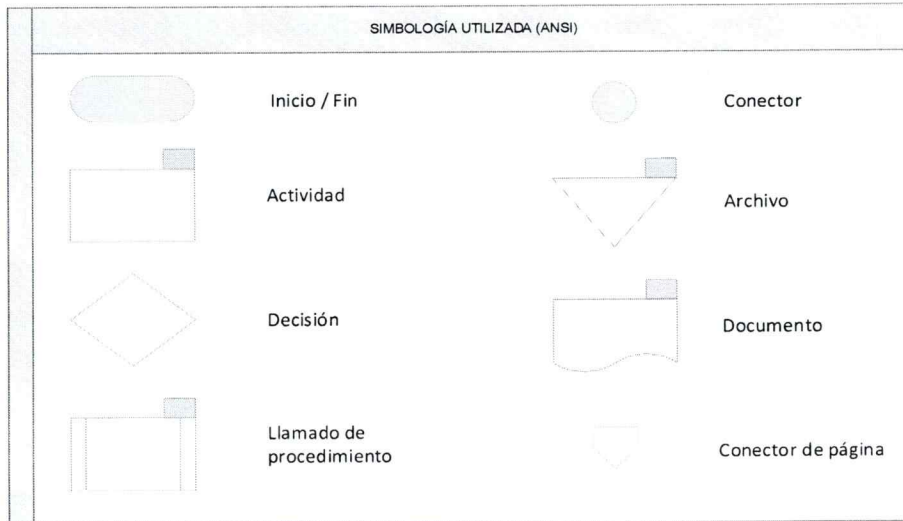 SIMBOLOGÍA UTILIZADA (ANSI)
Inicio / Fin
Conector
Actividad
Archivo
Decisión
Documento
Llamado de
procedimiento
Conector de página